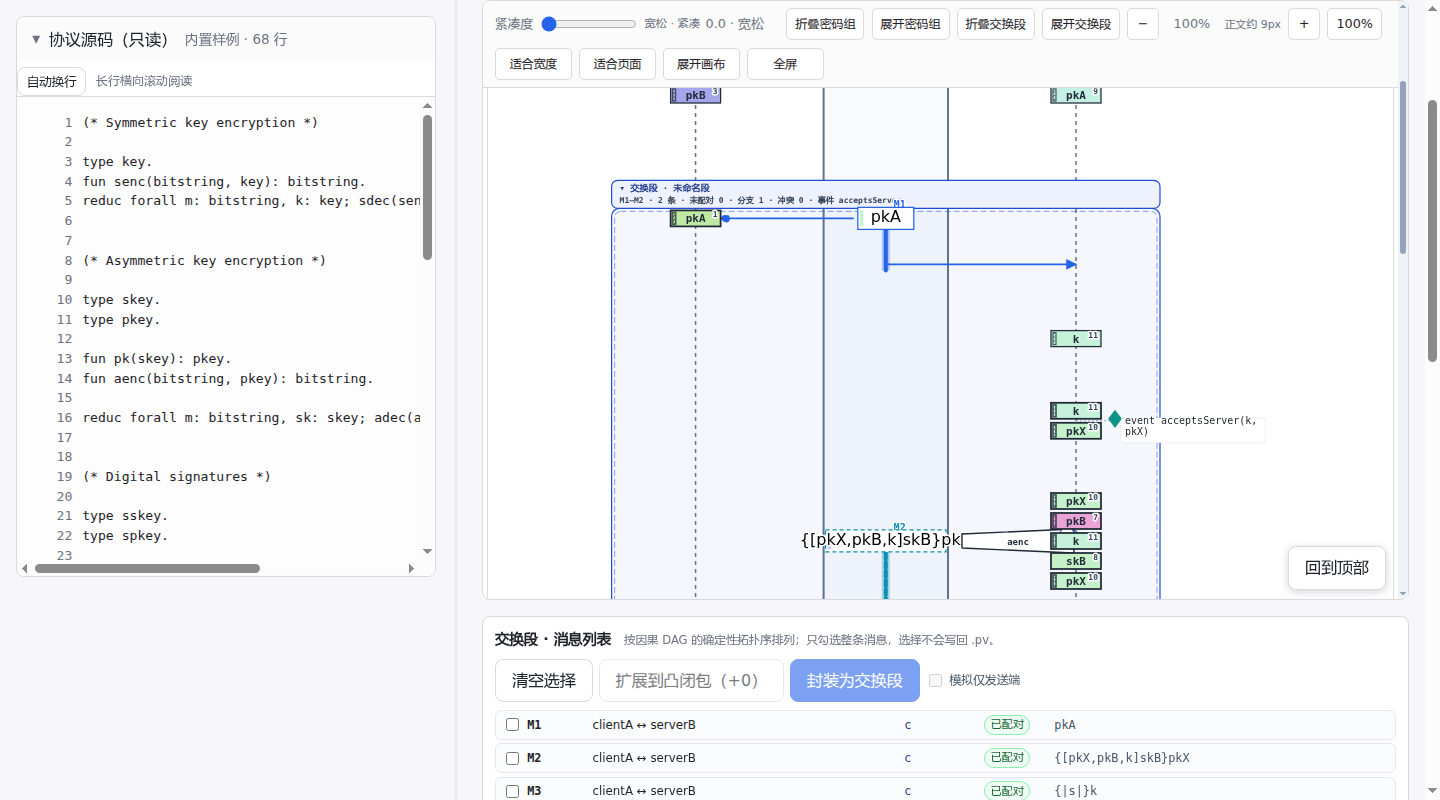 ▼ 协议源码（只读） 内置样例 · 68 行
自动换行 长行横向滚动阅读
1 (* Symmetric key encryption *)
2
3 type key.
4 fun senc(bitstring, key): bitstring.
5 reduc forall m: bitstring, k: key; sdec(sen
6
7
8 (* Asymmetric key encryption *)
9
10 type skey.
11 type pkey.
12
13 fun pk(skey): pkey.
14 fun aenc(bitstring, pkey): bitstring.
15
16 reduc forall m: bitstring, sk: skey; adec(a
17
18
19 (* Digital signatures *)
20
21 type sskey.
22 type spkey.
23
紧凑度 宽松 · 紧凑 0.0 · 宽松 折叠密码组 展开密码组 折叠交换段 展开交换段 − 100% 正文约 9px + 100%
适合宽度 适合页面 展开画布 全屏
pkB 3
pkA 9
▾ 交换段 · 未命名段
M1–M2 · 2 条 · 未配对 0 · 分支 1 · 冲突 0 · 事件 acceptsServ
M1
pkA 1
pkA
k 11
k 11
pkX 10
event acceptsServer(k,
pkX)
pkX 10
pkB 7
M2
{[pkX,pkB,k]skB}pk
aenc
k 11
skB 8
pkX 10
回到顶部
交换段 · 消息列表 按因果 DAG 的确定性拓扑序排列；只勾选整条消息，选择不会写回 .pv。
清空选择 扩展到凸闭包（+0） 封装为交换段 模拟仅发送端
M1 clientA ↔ serverB c 已配对 pkA
M2 clientA ↔ serverB c 已配对 {[pkX,pkB,k]skB}pkX
M3 clientA ↔ serverB c 已配对 {|s|}k